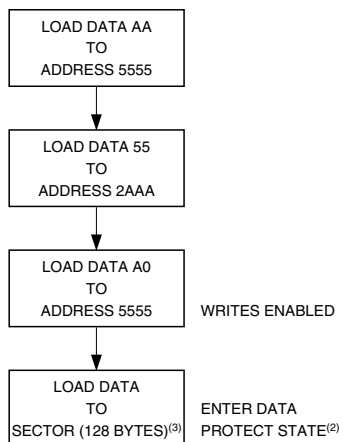 LOAD DATA AA
TO
ADDRESS 5555
LOAD DATA 55
TO
ADDRESS 2AAA
LOAD DATA A0
TO
ADDRESS 5555
WRITES ENABLED
LOAD DATA
TO
SECTOR (128 BYTES)(3)
ENTER DATA
PROTECT STATE(2)